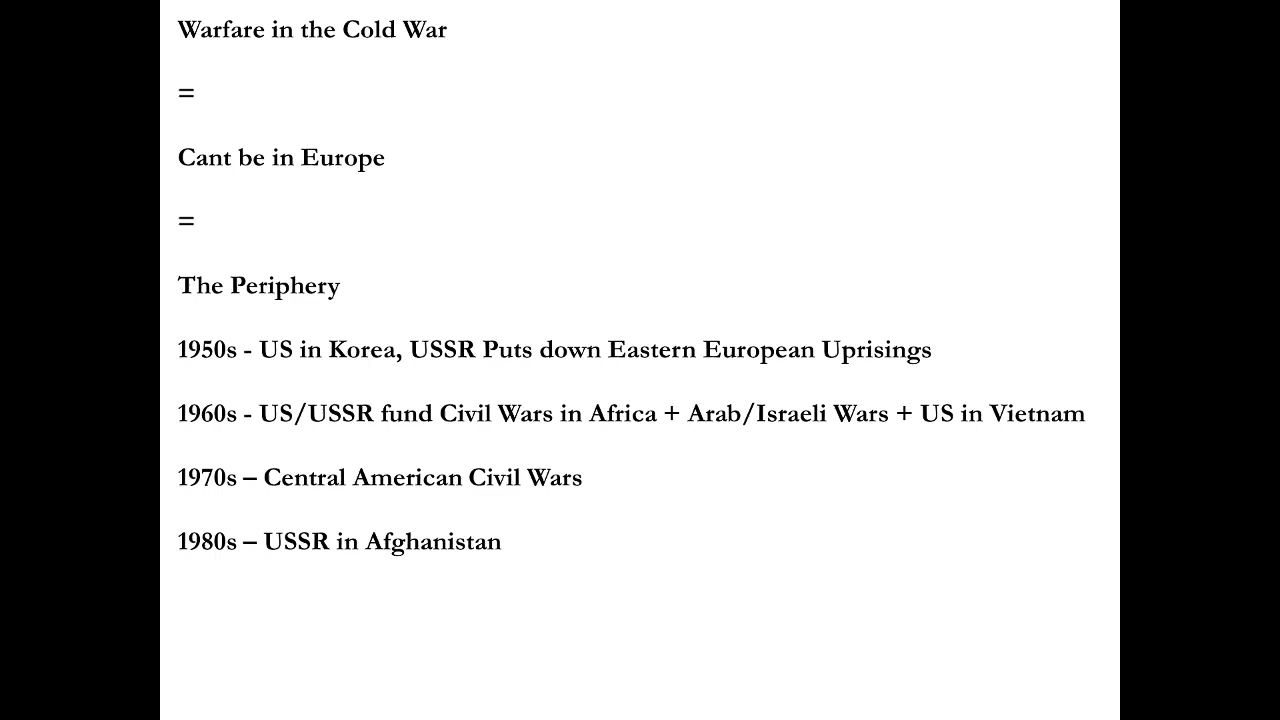 Warfare in the Cold War
=
Cant be in Europe
=
The Periphery
1950s - US in Korea, USSR Puts down Eastern European Uprisings
1960s - US/USSR fund Civil Wars in Africa + Arab/Israeli Wars + US in Vietnam
1970s – Central American Civil Wars
1980s – USSR in Afghanistan